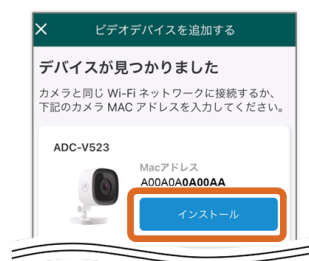 × ビデオデバイスを追加する
デバイスが見つかりました
カメラと同じ Wi-Fi ネットワークに接続するか、
下記のカメラ MAC アドレスを入力してください。
ADC-V523
Macアドレス
A00A0A0A00AA
インストール